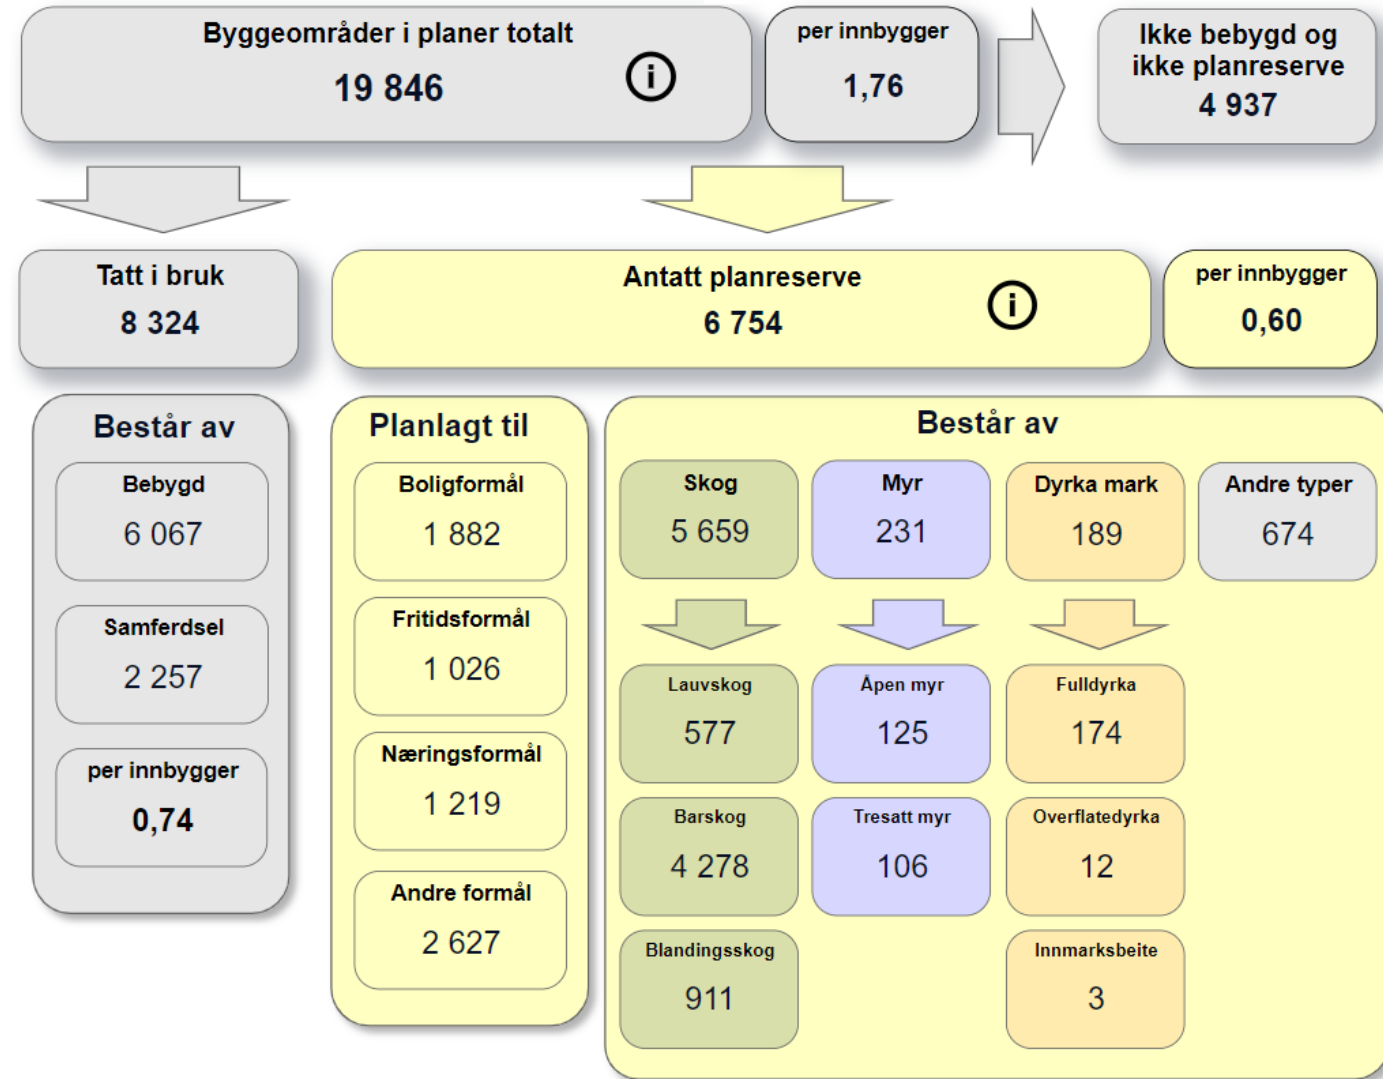 Byggeområder i planer totalt
19 846
per innbygger
1,76
Ikke bebygd og
ikke planreserve
4 937
Tatt i bruk
8 324
Antatt planreserve
6 754
per innbygger
0,60
Består av
Bebygd
6 067
Samferdsel
2 257
per innbygger
0,74
Planlagt til
Boligformål
1 882
Fritidsformål
1 026
Næringsformål
1 219
Andre formål
2 627
Består av
Skog
5 659
Myr
231
Dyrka mark
189
Andre typer
674
Lauvskog
577
Åpen myr
125
Fulldyrka
174
Barskog
4 278
Tresatt myr
106
Overflatedyrka
12
Blandingsskog
911
Innmarksbeite
3